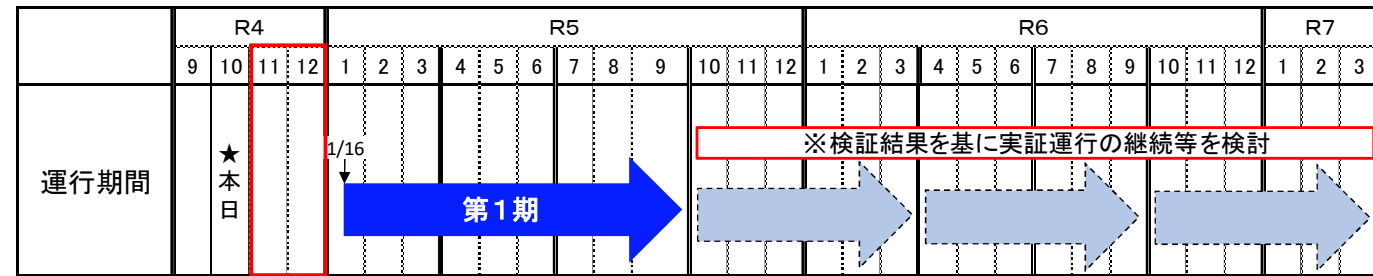 R4 R5 R6 R7
9 10 11 12 1 2 3 4 5 6 7 8 9 10 11 12 1 2 3 4 5 6 7 8 9 10 11 12 1 2 3
※検証結果を基に実証運行の継続等を検討
1/16
運行期間
★本日
第1期